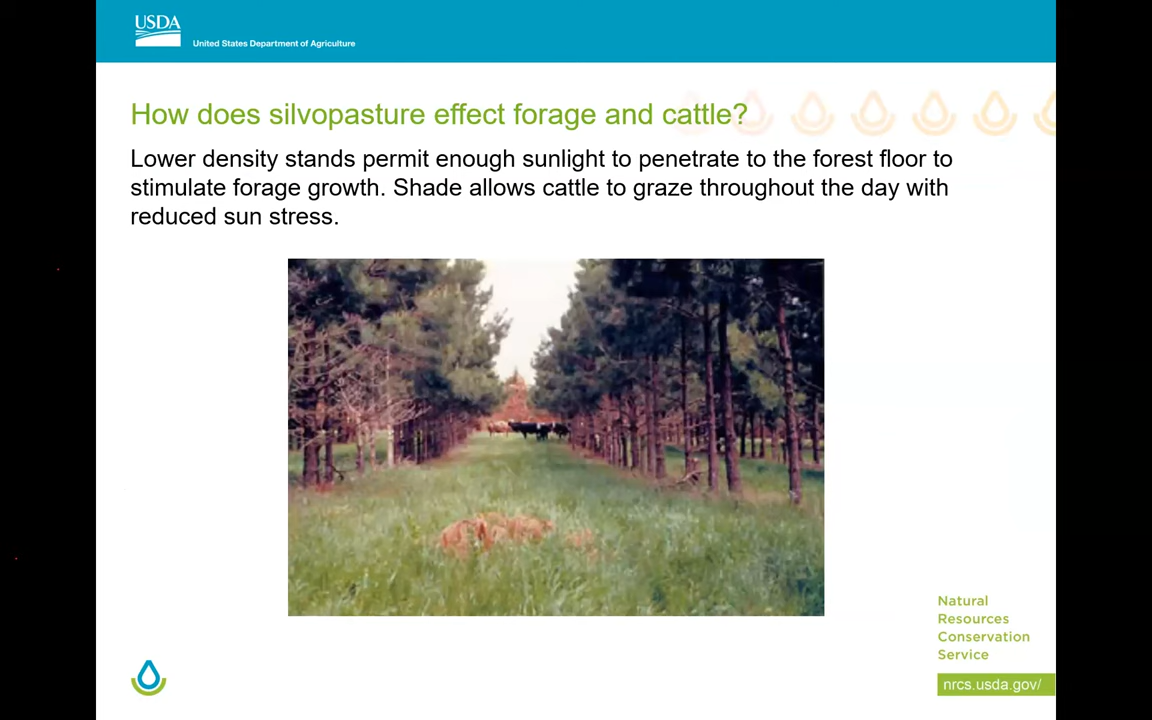 USDA
United States Department of Agriculture
How does silvopasture effect forage and cattle?
Lower density stands permit enough sunlight to penetrate to the forest floor to
stimulate forage growth. Shade allows cattle to graze throughout the day with
reduced sun stress.
Natural
Resources
Conservation
Service
nrcs.usda.gov/